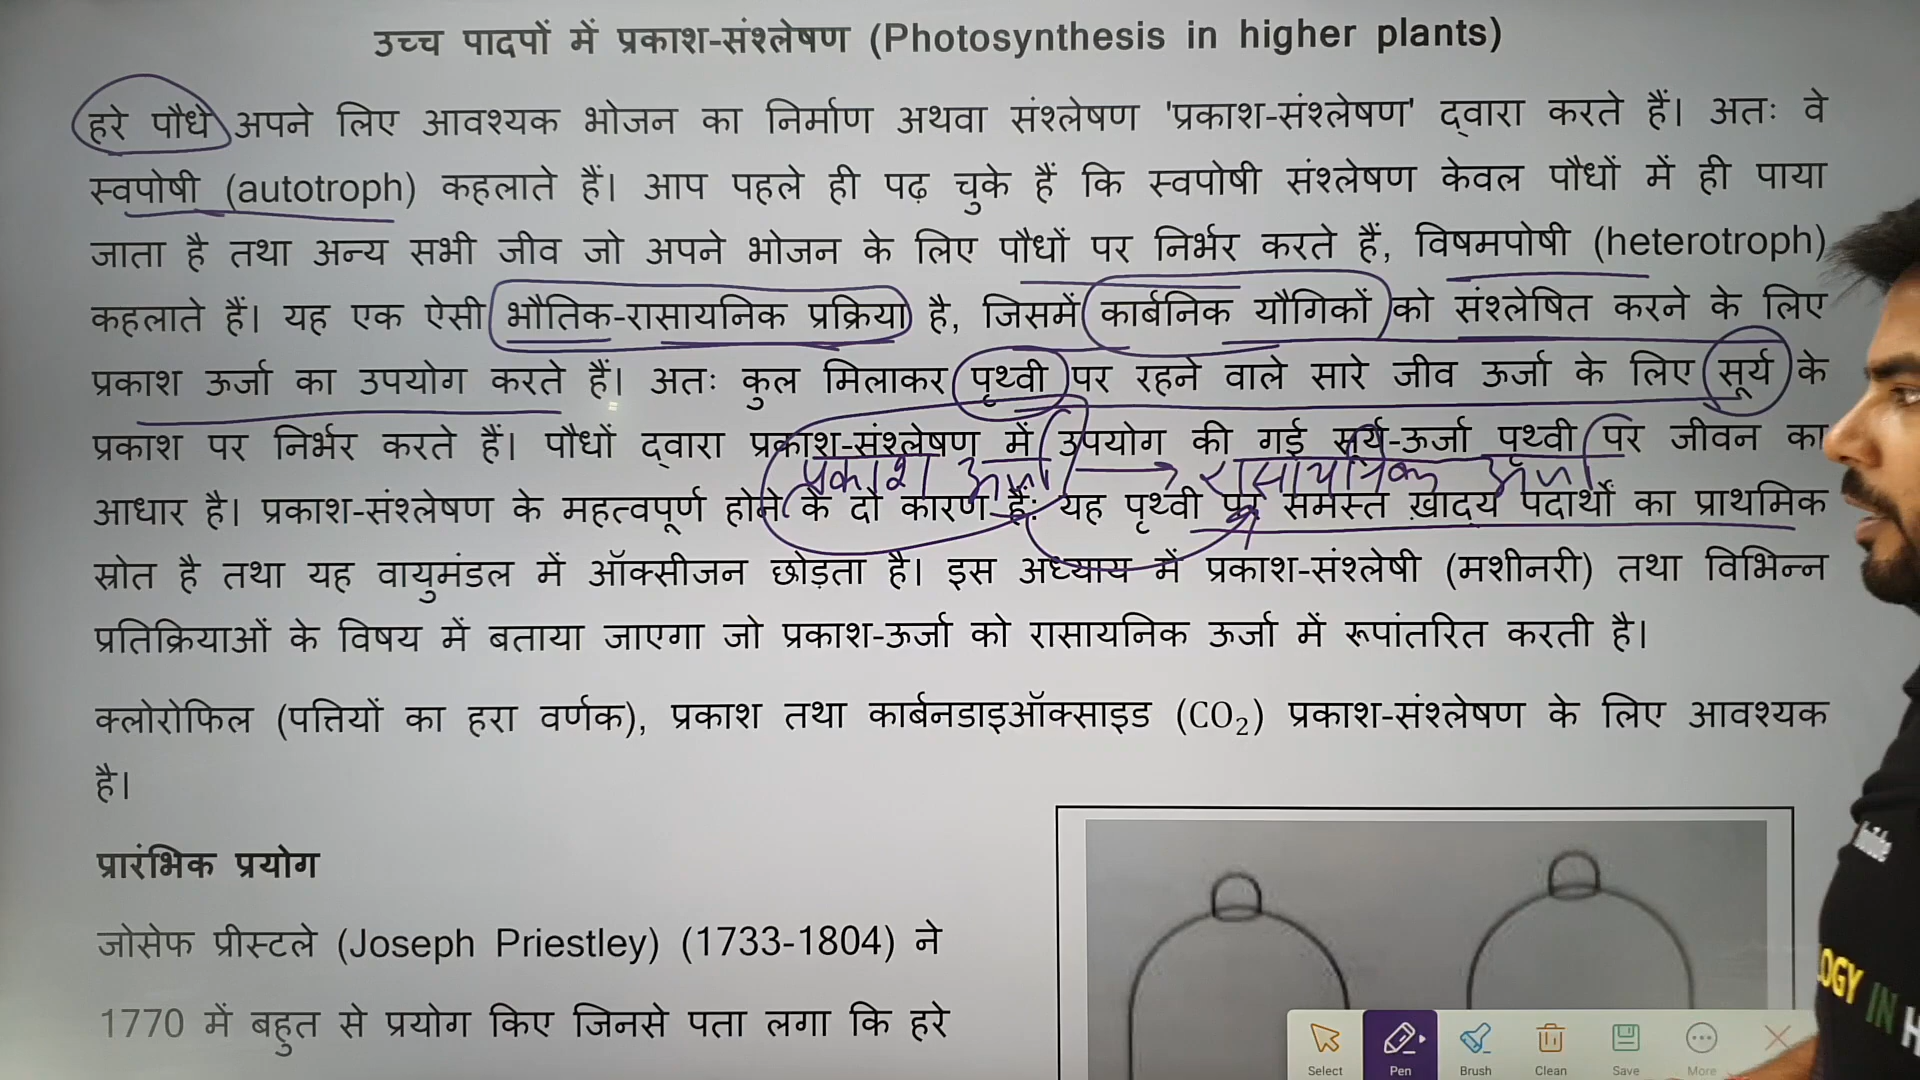 उच्च पादपों में प्रकाश-संश्लेषण (Photosynthesis in higher plants)
हरे पौधे अपने लिए आवश्यक भोजन का निर्माण अथवा संश्लेषण 'प्रकाश-संश्लेषण' द्वारा करते हैं। अतः वे
स्वपोषी (autotroph) कहलाते हैं। आप पहले ही पढ़ चुके हैं कि स्वपोषी संश्लेषण केवल पौधों में ही पाया
जाता है तथा अन्य सभी जीव जो अपने भोजन के लिए पौधों पर निर्भर करते हैं, विषमपोषी (heterotroph)
कहलाते हैं। यह एक ऐसी भौतिक-रासायनिक प्रक्रिया है, जिसमें कार्बनिक यौगिकों को संश्लेषित करने के लिए
प्रकाश ऊर्जा का उपयोग करते हैं। अतः कुल मिलाकर पृथ्वी पर रहने वाले सारे जीव ऊर्जा के लिए सूर्य के
प्रकाश पर निर्भर करते हैं। पौधों द्वारा प्रकाश-संश्लेषण में उपयोग की गई सूर्य-ऊर्जा पृथ्वी पर जीवन का
प्रकाश ऊर्जा → रासायनिक ऊर्जा
आधार है। प्रकाश-संश्लेषण के महत्वपूर्ण होने के दो कारण हैं: यह पृथ्वी पर समस्त ख़ाद्य पदार्थों का प्राथमिक
स्रोत है तथा यह वायुमंडल में ऑक्सीजन छोड़ता है। इस अध्याय में प्रकाश-संश्लेषी (मशीनरी) तथा विभिन्न
प्रतिक्रियाओं के विषय में बताया जाएगा जो प्रकाश-ऊर्जा को रासायनिक ऊर्जा में रूपांतरित करती है।
क्लोरोफिल (पत्तियों का हरा वर्णक), प्रकाश तथा कार्बनडाइऑक्साइड (CO₂) प्रकाश-संश्लेषण के लिए आवश्यक
है।
प्रारंभिक प्रयोग
जोसेफ प्रीस्टले (Joseph Priestley) (1733-1804) ने
1770 में बहुत से प्रयोग किए जिनसे पता लगा कि हरे
Select Pen Brush Clean Save More
OGY IN H